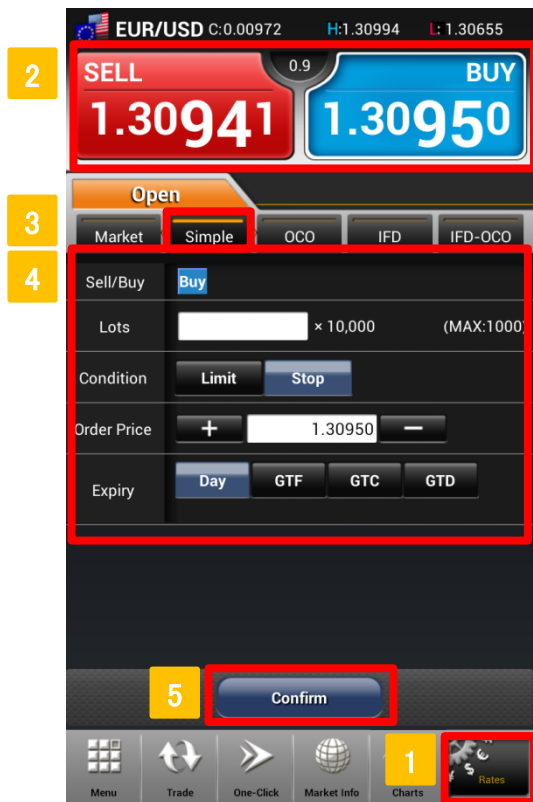 EUR/USD C:0.00972 H:1.30994 L:1.30655
2
SELL 0.9 BUY
1.30941 1.30950
Open
3
Market Simple OCO IFD IFD-OCO
4
Sell/Buy Buy
Lots × 10,000 (MAX:1000)
Condition Limit Stop
Order Price + 1.30950 −
Expiry Day GTF GTC GTD
5 Confirm
1
Menu Trade One-Click Market Info Charts Rates